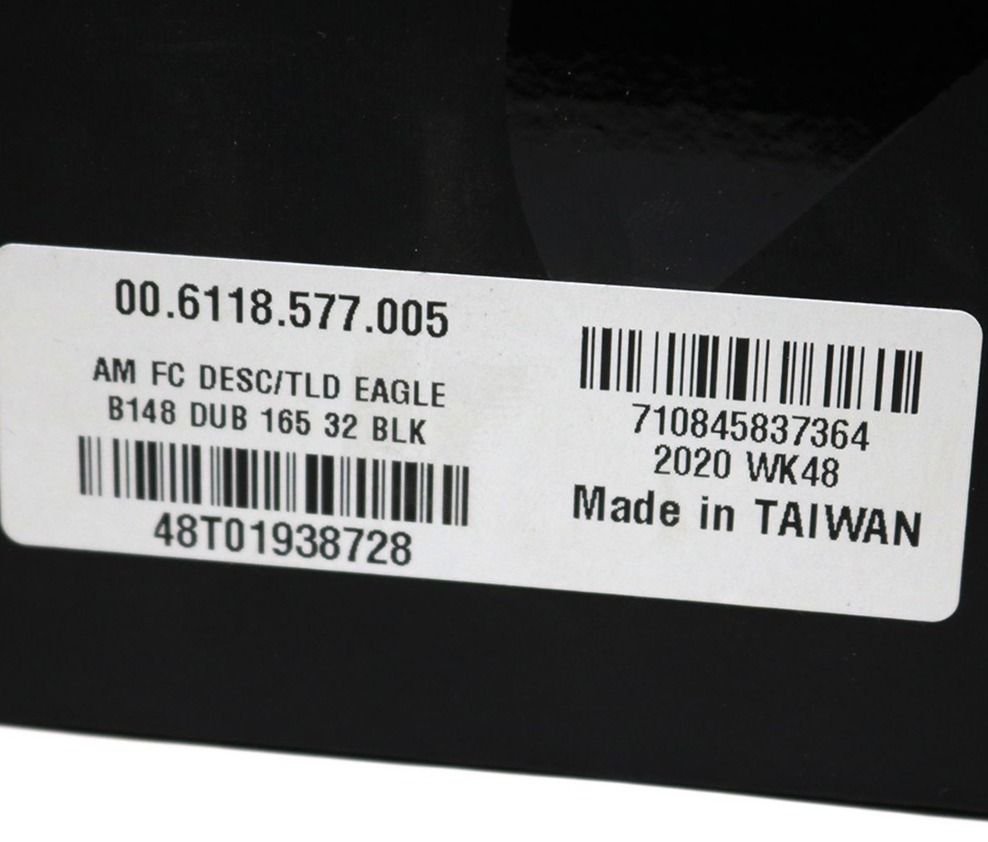 00.6118.577.005
AM FC DESC/TLD EAGLE
B148 DUB 165 32 BLK
48T01938728
710845837364
2020 WK48
Made in TAIWAN